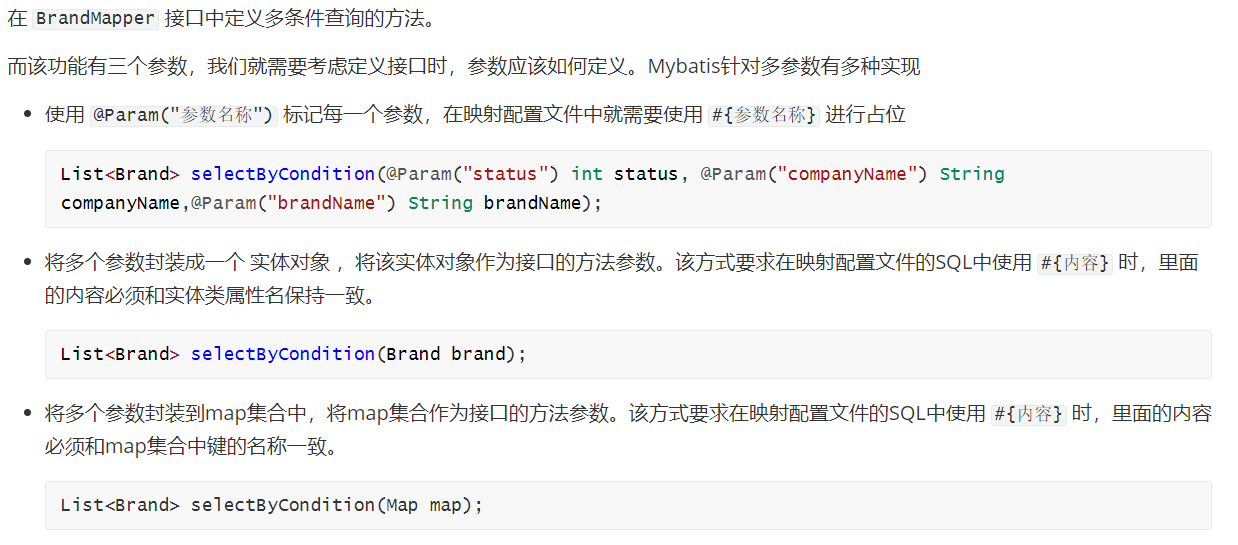 在 BrandMapper 接口中定义多条件查询的方法。
而该功能有三个参数，我们就需要考虑定义接口时，参数应该如何定义。Mybatis针对多参数有多种实现
• 使用 @Param("参数名称") 标记每一个参数，在映射配置文件中就需要使用 #{参数名称} 进行占位
List<Brand> selectByCondition(@Param("status") int status, @Param("companyName") String
companyName,@Param("brandName") String brandName);
• 将多个参数封装成一个 实体对象 ，将该实体对象作为接口的方法参数。该方式要求在映射配置文件的SQL中使用 #{内容} 时，里面
的内容必须和实体类属性名保持一致。
List<Brand> selectByCondition(Brand brand);
• 将多个参数封装到map集合中，将map集合作为接口的方法参数。该方式要求在映射配置文件的SQL中使用 #{内容} 时，里面的内容
必须和map集合中键的名称一致。
List<Brand> selectByCondition(Map map);